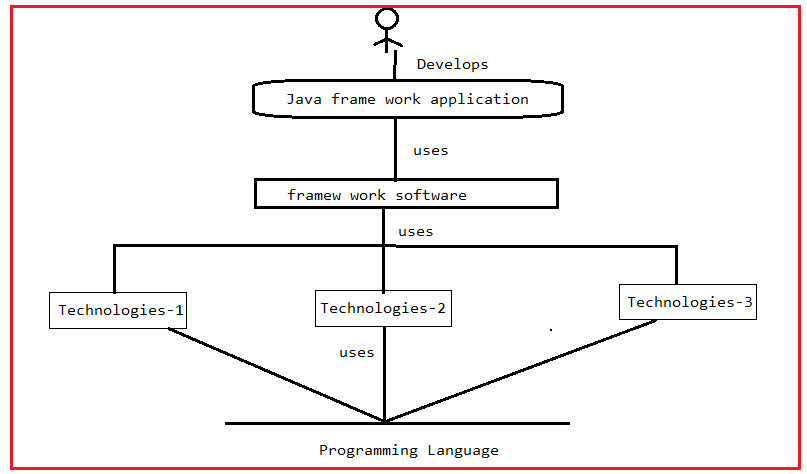 Develops
Java frame work application
uses
framew work software
uses
Technologies-1
Technologies-2
Technologies-3
uses
Programming Language